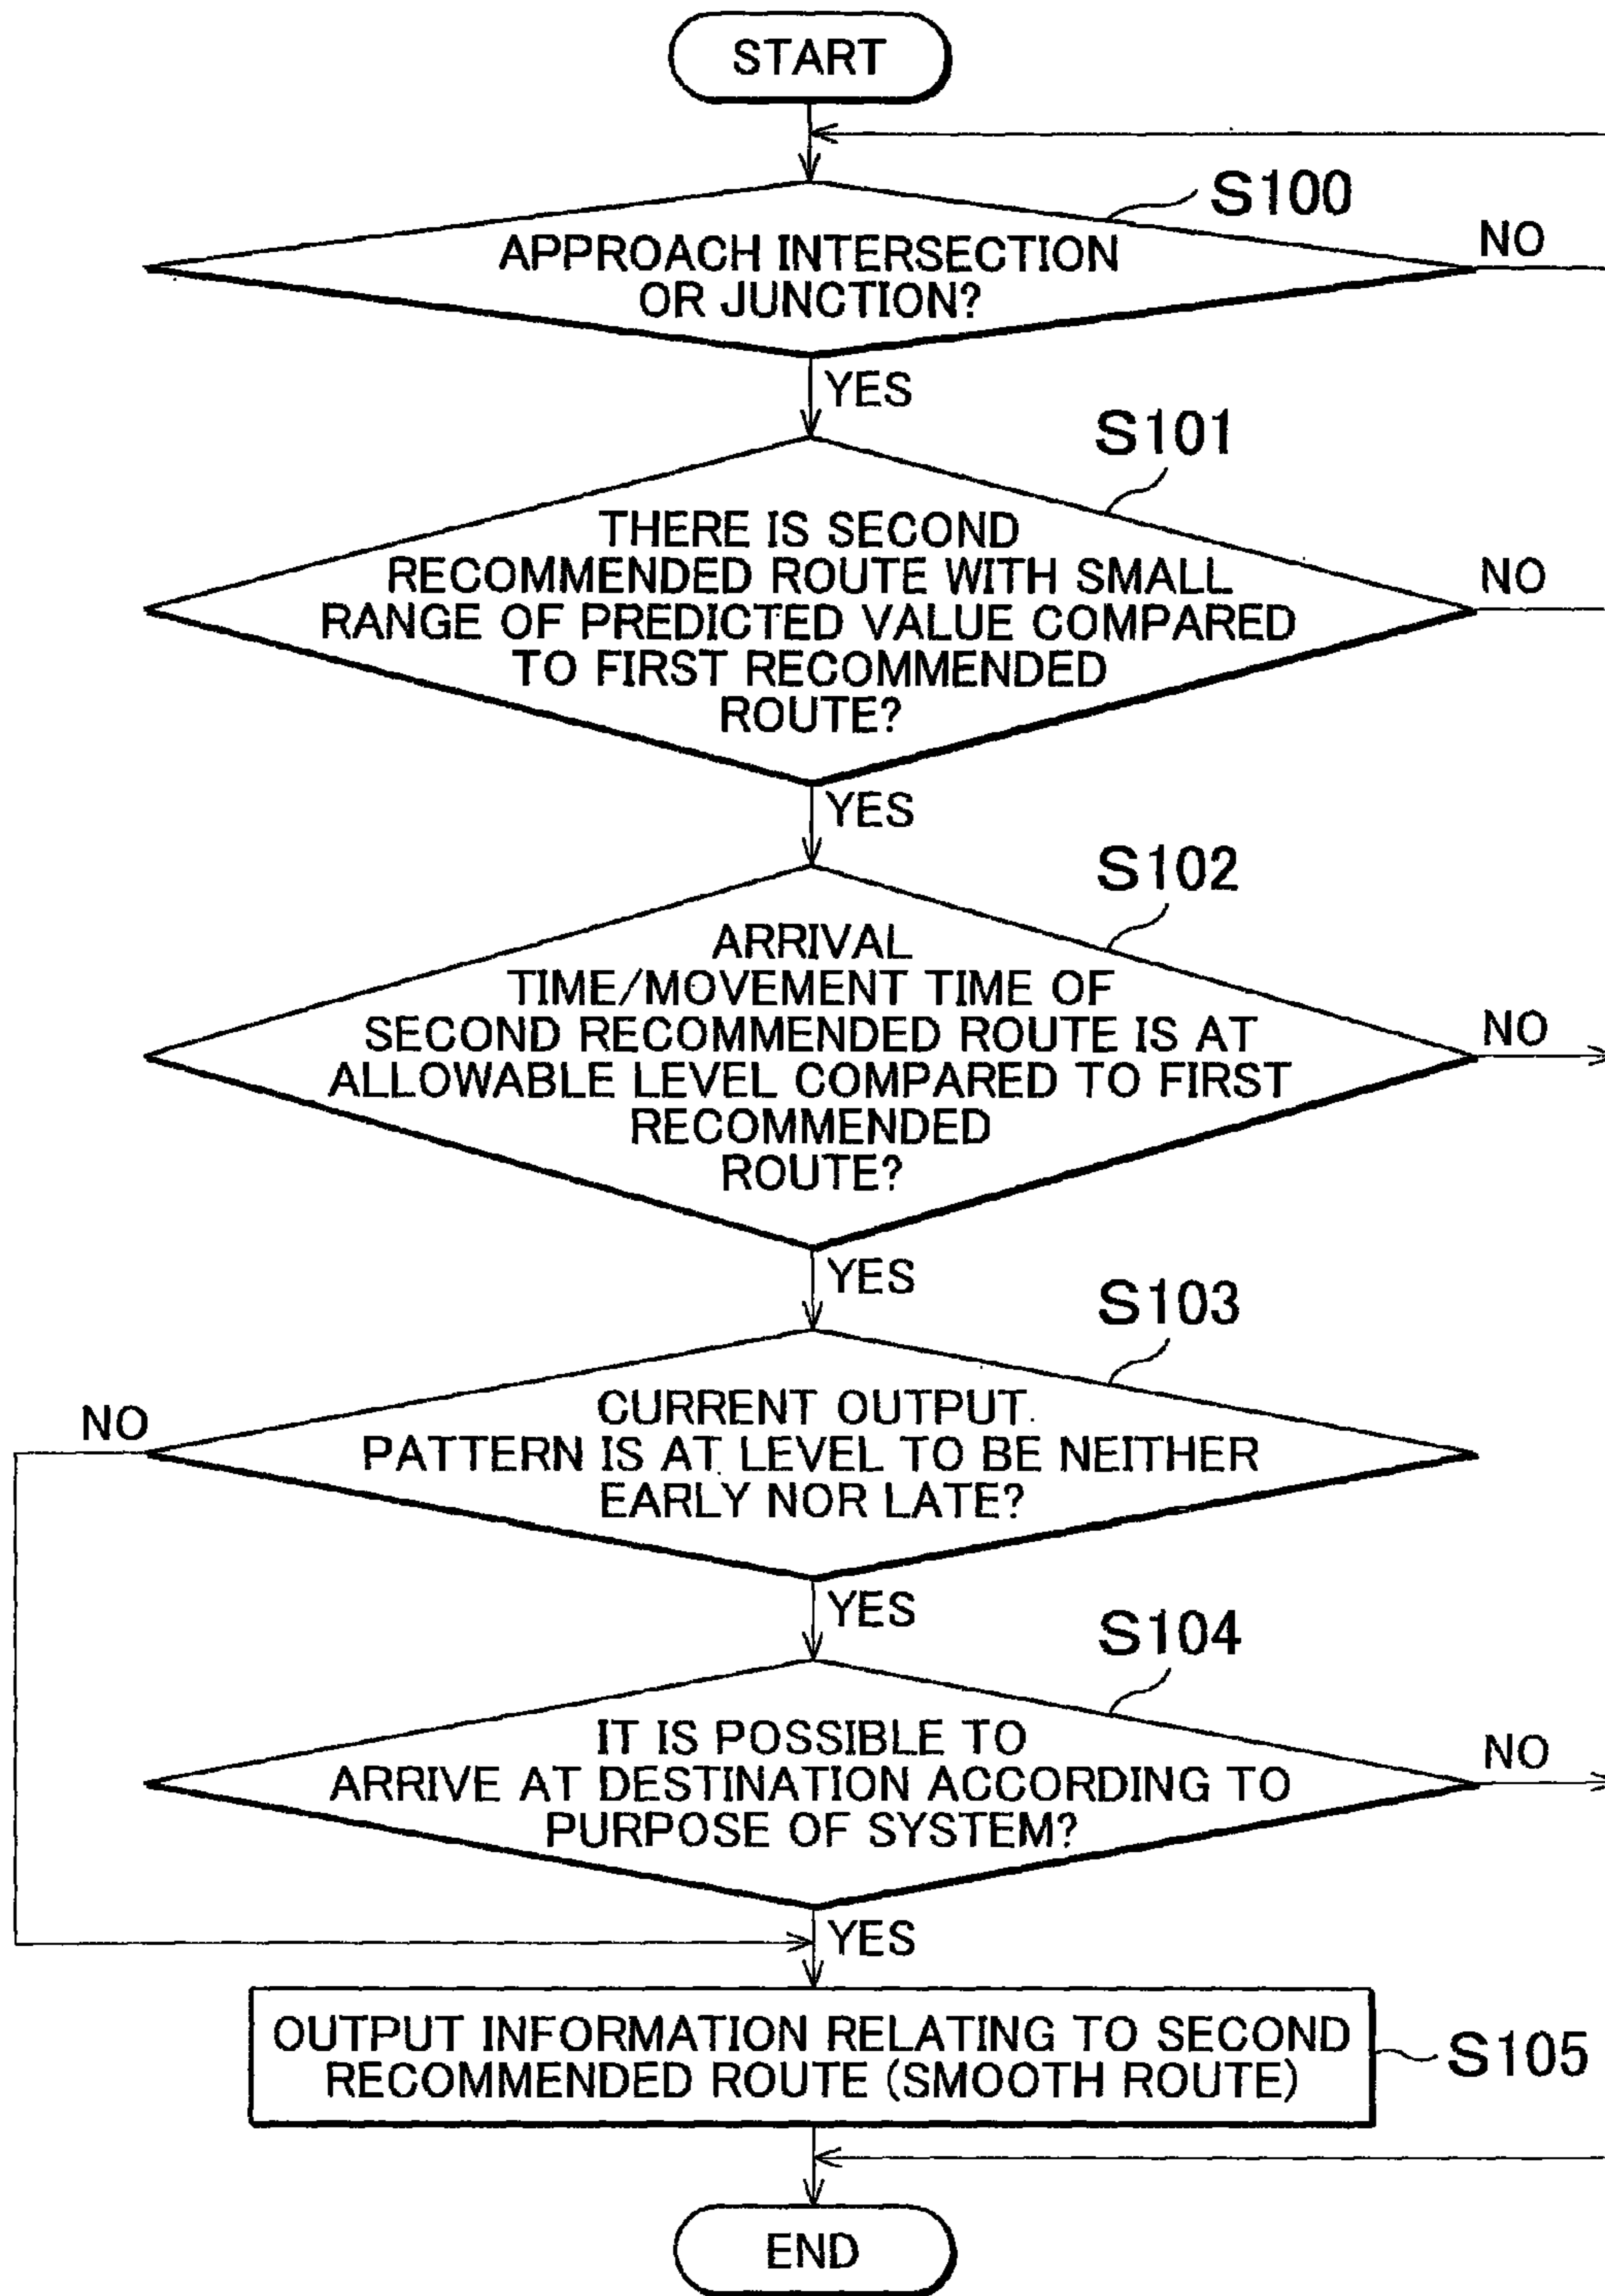 START
S100
APPROACH INTERSECTION
OR JUNCTION?
NO
YES
S101
THERE IS SECOND
RECOMMENDED ROUTE WITH SMALL
RANGE OF PREDICTED VALUE COMPARED
TO FIRST RECOMMENDED
ROUTE?
NO
YES
S102
ARRIVAL
TIME/MOVEMENT TIME OF
SECOND RECOMMENDED ROUTE IS AT
ALLOWABLE LEVEL COMPARED TO FIRST
RECOMMENDED
ROUTE?
NO
YES
S103
NO
CURRENT OUTPUT
PATTERN IS AT LEVEL TO BE NEITHER
EARLY NOR LATE?
YES
S104
IT IS POSSIBLE TO
ARRIVE AT DESTINATION ACCORDING TO
PURPOSE OF SYSTEM?
NO
YES
OUTPUT INFORMATION RELATING TO SECOND
RECOMMENDED ROUTE (SMOOTH ROUTE)
S105
END